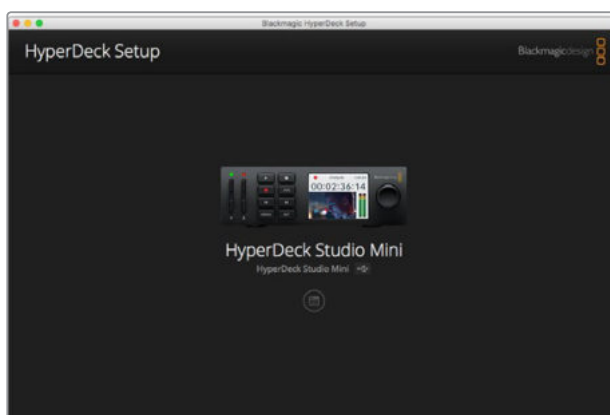 Blackmagic HyperDeck Setup
HyperDeck Setup
Blackmagicdesign
00:02:36:14
HyperDeck Studio Mini
HyperDeck Studio Mini